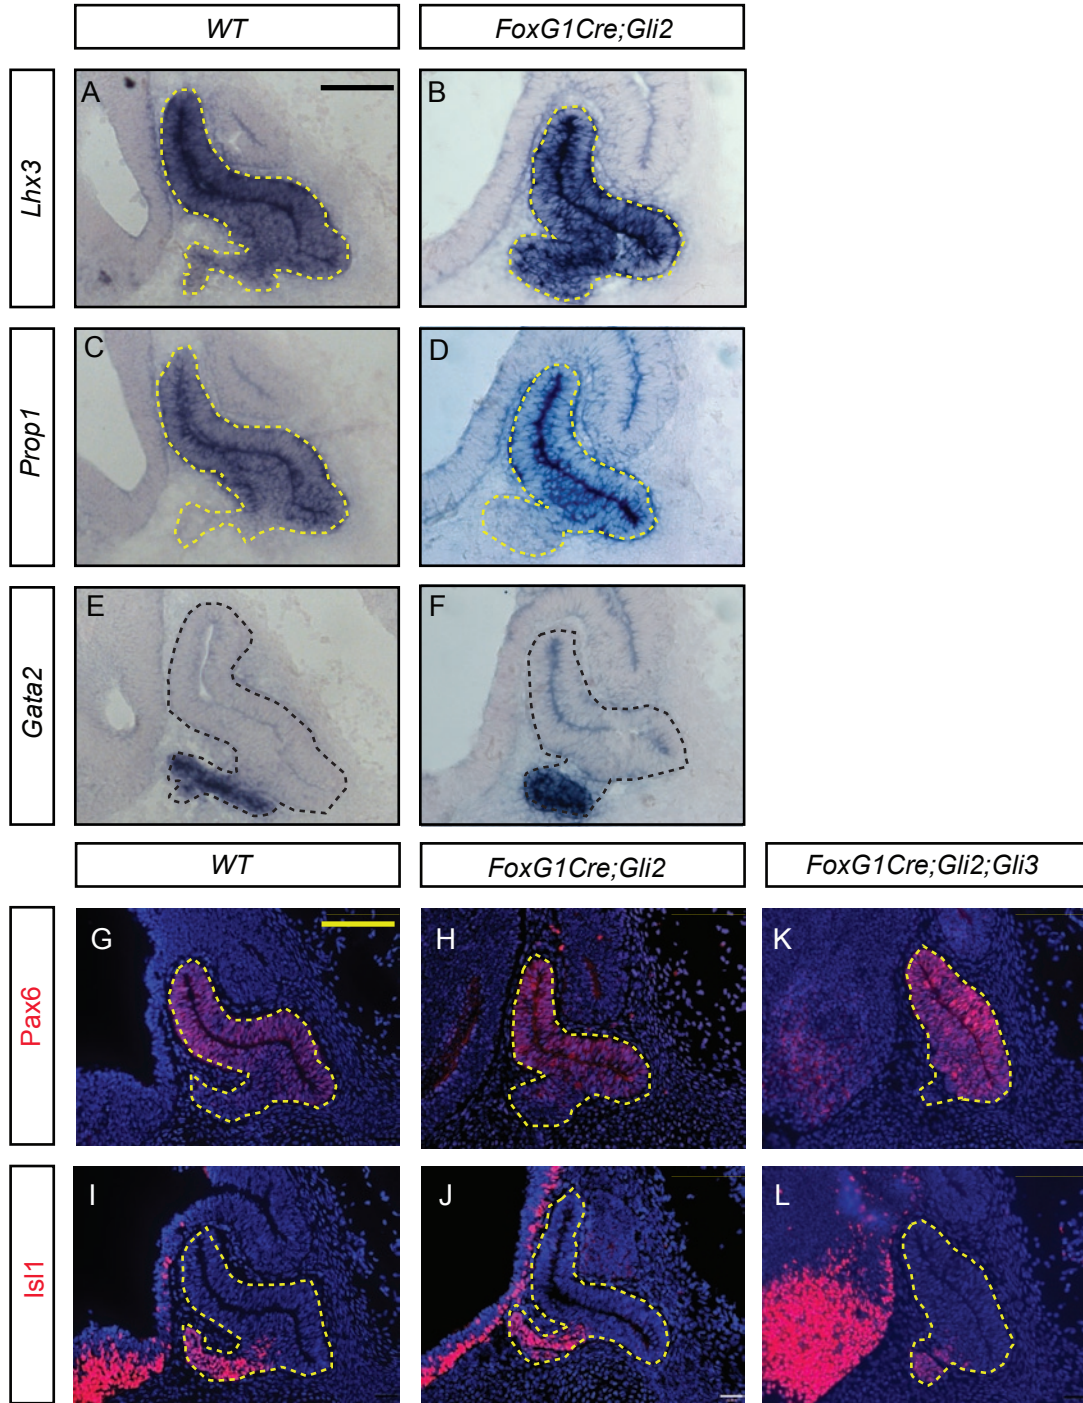 WT
FoxG1Cre;Gli2
Lhx3
A
B
Prop1
C
D
Gata2
E
F
WT
FoxG1Cre;Gli2
FoxG1Cre;Gli2;Gli3
Pax6
G
H
K
Isl1
I
J
L